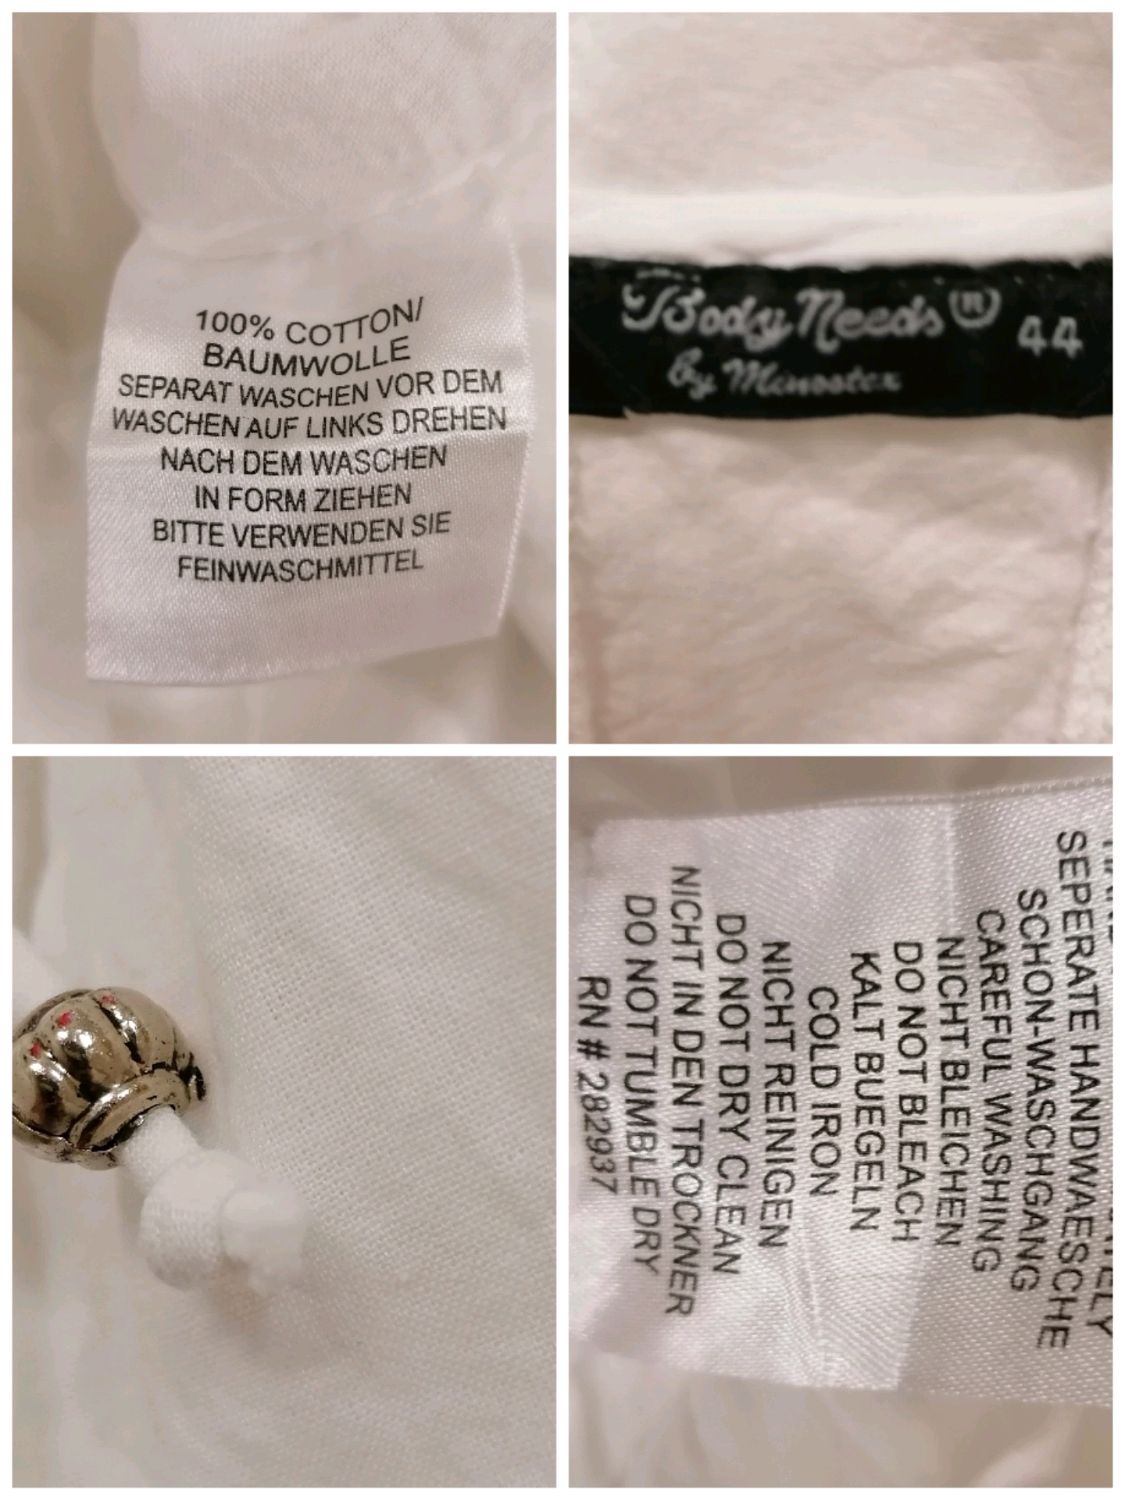 100% COTTON/
BAUMWOLLE
SEPARAT WASCHEN VOR DEM
WASCHEN AUF LINKS DREHEN
NACH DEM WASCHEN
IN FORM ZIEHEN
BITTE VERWENDEN SIE
FEINWASCHMITTEL
Body Needs ® 44
by
SEPERATE HANDWAESCHE
SCHON-WASCHGANG
CAREFUL WASHING
NICHT BLEICHEN
DO NOT BLEACH
KALT BUEGELN
COLD IRON
NICHT REINIGEN
DO NOT DRY CLEAN
NICHT IN DEN TROCKNER
DO NOT TUMBLE DRY
RN # 282937